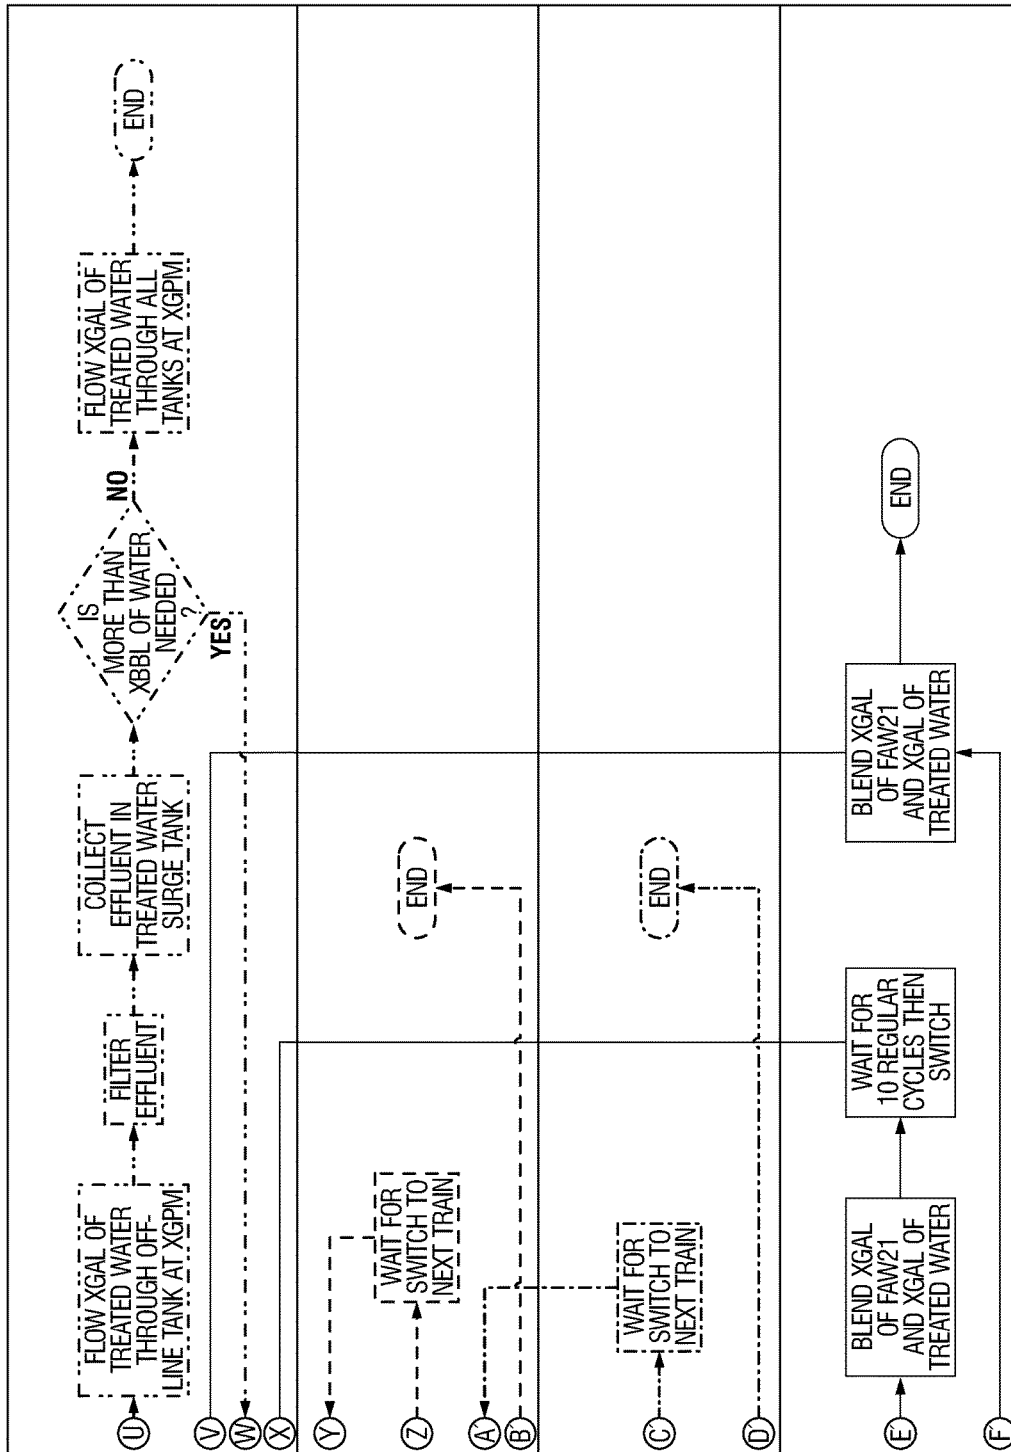 U
FLOW XGAL OF
TREATED WATER
THROUGH OFF-
LINE TANK AT XGPM
FILTER
EFFLUENT
COLLECT
EFFLUENT IN
TREATED WATER
SURGE TANK
IS
MORE THAN
XBBL OF WATER
NEEDED
?
NO
YES
FLOW XGAL OF
TREATED WATER
THROUGH ALL
TANKS AT XGPM
END
V
W
X
Y
Z
WAIT FOR
SWITCH TO
NEXT TRAIN
END
A'
B'
C'
WAIT FOR
SWITCH TO
NEXT TRAIN
END
D'
E'
BLEND XGAL
OF FAW21
AND XGAL OF
TREATED WATER
WAIT FOR
10 REGULAR
CYCLES THEN
SWITCH
BLEND XGAL
OF FAW21
AND XGAL OF
TREATED WATER
END
F'